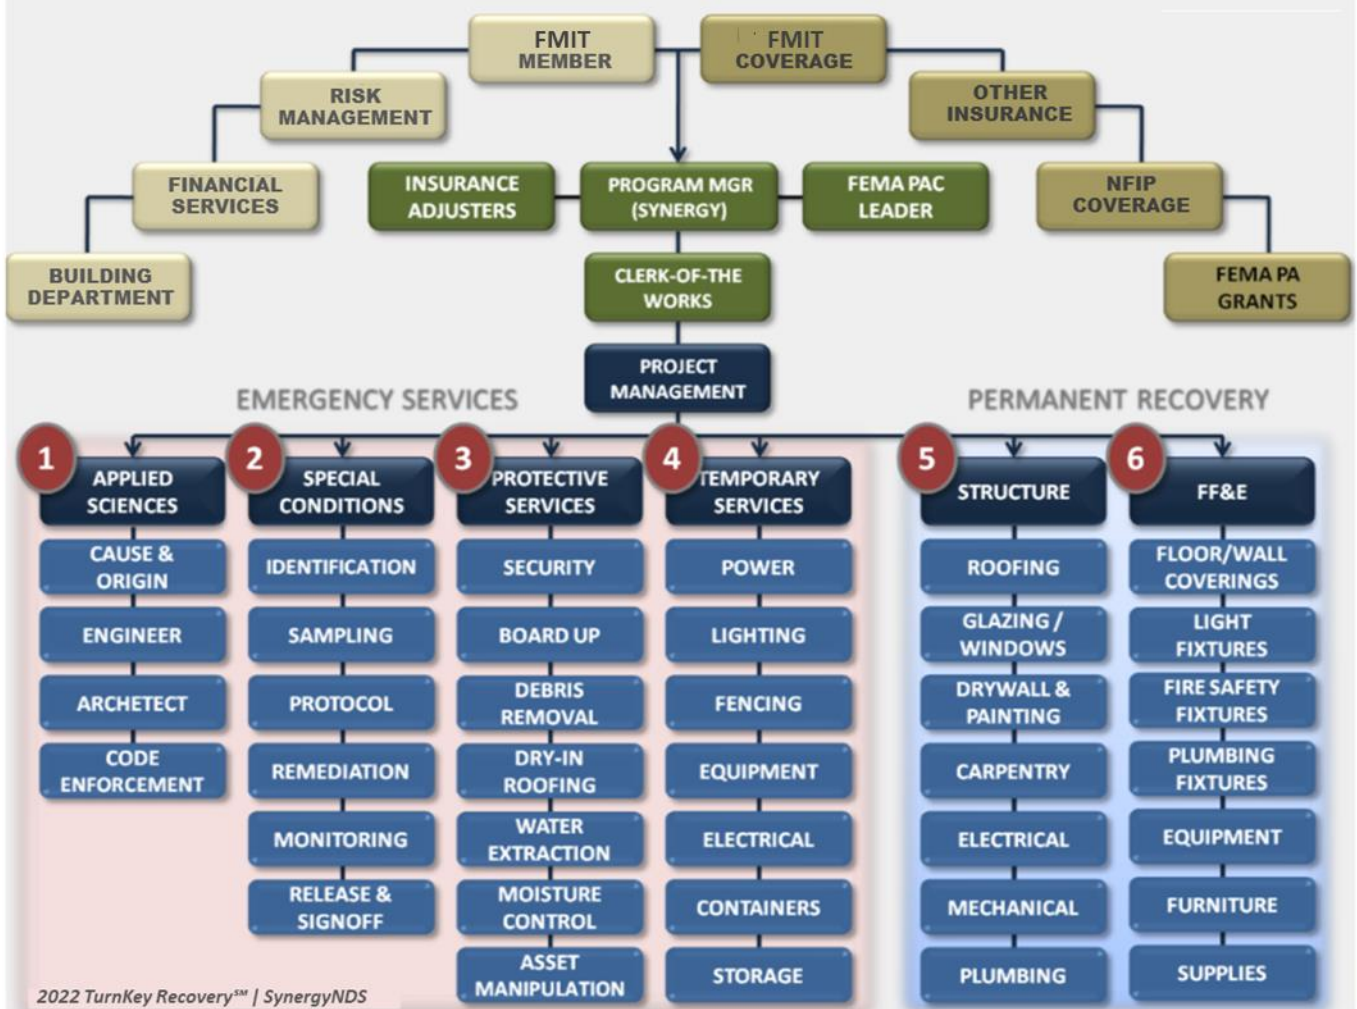 FMIT
MEMBER
FMIT
COVERAGE
RISK
MANAGEMENT
OTHER
INSURANCE
FINANCIAL
SERVICES
INSURANCE
ADJUSTERS
PROGRAM MGR
(SYNERGY)
FEMA PAC
LEADER
NFIP
COVERAGE
BUILDING
DEPARTMENT
CLERK-OF-THE
WORKS
FEMA PA
GRANTS
PROJECT
MANAGEMENT
EMERGENCY SERVICES
PERMANENT RECOVERY
1
APPLIED
SCIENCES
CAUSE &
ORIGIN
ENGINEER
ARCHETECT
CODE
ENFORCEMENT
2
SPECIAL
CONDITIONS
IDENTIFICATION
SAMPLING
PROTOCOL
REMEDIATION
MONITORING
RELEASE &
SIGNOFF
3
PROTECTIVE
SERVICES
SECURITY
BOARD UP
DEBRIS
REMOVAL
DRY-IN
ROOFING
WATER
EXTRACTION
MOISTURE
CONTROL
ASSET
MANIPULATION
4
TEMPORARY
SERVICES
POWER
LIGHTING
FENCING
EQUIPMENT
ELECTRICAL
CONTAINERS
STORAGE
5
STRUCTURE
ROOFING
GLAZING /
WINDOWS
DRYWALL &
PAINTING
CARPENTRY
ELECTRICAL
MECHANICAL
PLUMBING
6
FF&E
FLOOR/WALL
COVERINGS
LIGHT
FIXTURES
FIRE SAFETY
FIXTURES
PLUMBING
FIXTURES
EQUIPMENT
FURNITURE
SUPPLIES
2022 TurnKey Recovery℠ | SynergyNDS